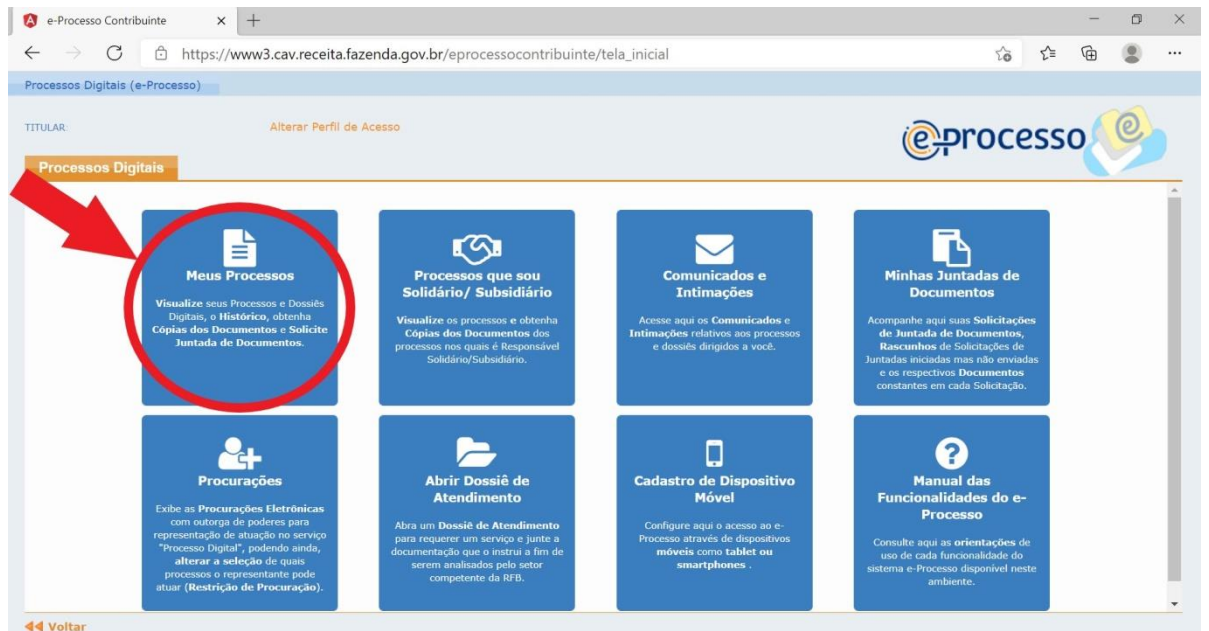 e-Processo Contribuinte
https://www3.cav.receita.fazenda.gov.br/eprocessocontribuinte/tela_inicial
Processos Digitais (e-Processo)
TITULAR:
Alterar Perfil de Acesso
e-processo
Processos Digitais
Meus Processos
Visualize seus Processos e Dossiês
Digitais, o Histórico, obtenha
Cópias dos Documentos e Solicite
Juntada de Documentos.
Processos que sou
Solidário/ Subsidiário
Visualize os processos e obtenha
Cópias dos Documentos dos
processos nos quais é Responsável
Solidário/Subsidiário.
Comunicados e
Intimações
Acesse aqui os Comunicados e
Intimações relativos aos processos
e dossiês dirigidos a você.
Minhas Juntadas de
Documentos
Acompanhe aqui suas Solicitações
de Juntada de Documentos,
Rascunhos de Solicitações de
Juntadas iniciadas mas não enviadas
e os respectivos Documentos
constantes em cada Solicitação.
Procurações
Exibe as Procurações Eletrônicas
com outorga de poderes para
representação de atuação no serviço
"Processo Digital", podendo ainda,
alterar a seleção de quais
processos o representante pode
atuar (Restrição de Procuração).
Abrir Dossiê de
Atendimento
Abra um Dossiê de Atendimento
para requerer um serviço e junte a
documentação que o instrui a fim de
serem analisados pelo setor
competente da RFB.
Cadastro de Dispositivo
Móvel
Configure aqui o acesso ao e-
Processo através de dispositivos
móveis como tablet ou
smartphones .
Manual das
Funcionalidades do e-
Processo
Consulte aqui as orientações de
uso de cada funcionalidade do
sistema e-Processo disponível neste
ambiente.
Voltar